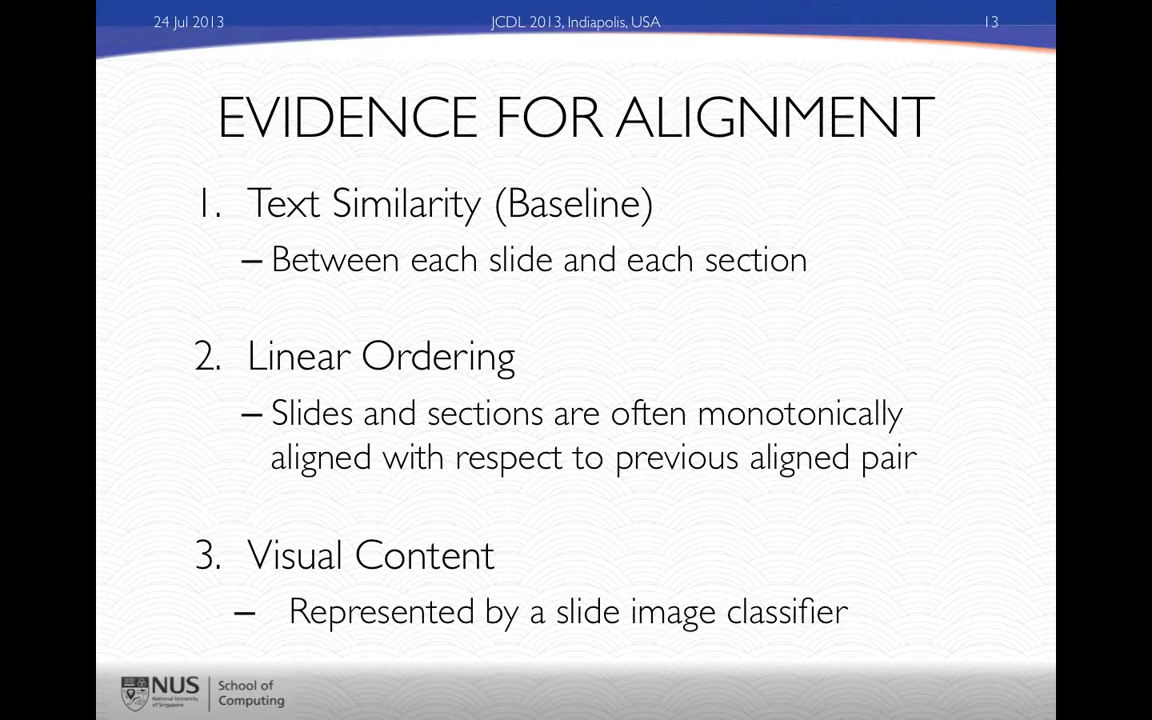 24 Jul 2013 JCDL 2013, Indiapolis, USA 13
EVIDENCE FOR ALIGNMENT
1. Text Similarity (Baseline)
– Between each slide and each section
2. Linear Ordering
– Slides and sections are often monotonically
aligned with respect to previous aligned pair
3. Visual Content
– Represented by a slide image classifier
NUS
National University
of Singapore
School of
Computing